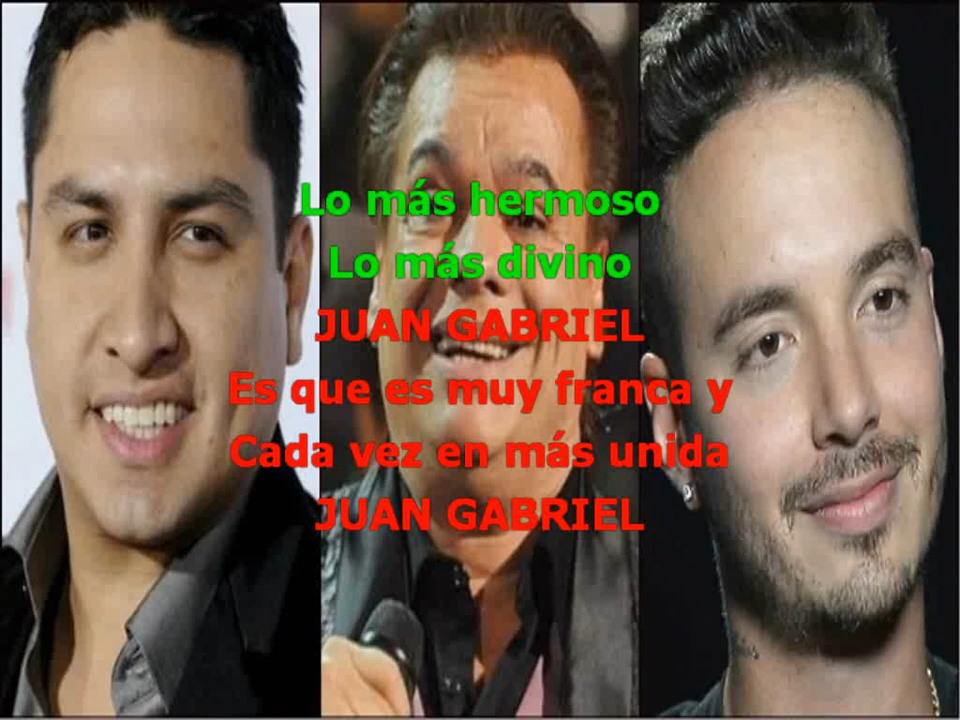 Lo más hermoso
Lo más divino
JUAN GABRIEL
Es que es muy franca y
Cada vez en más unida
JUAN GABRIEL